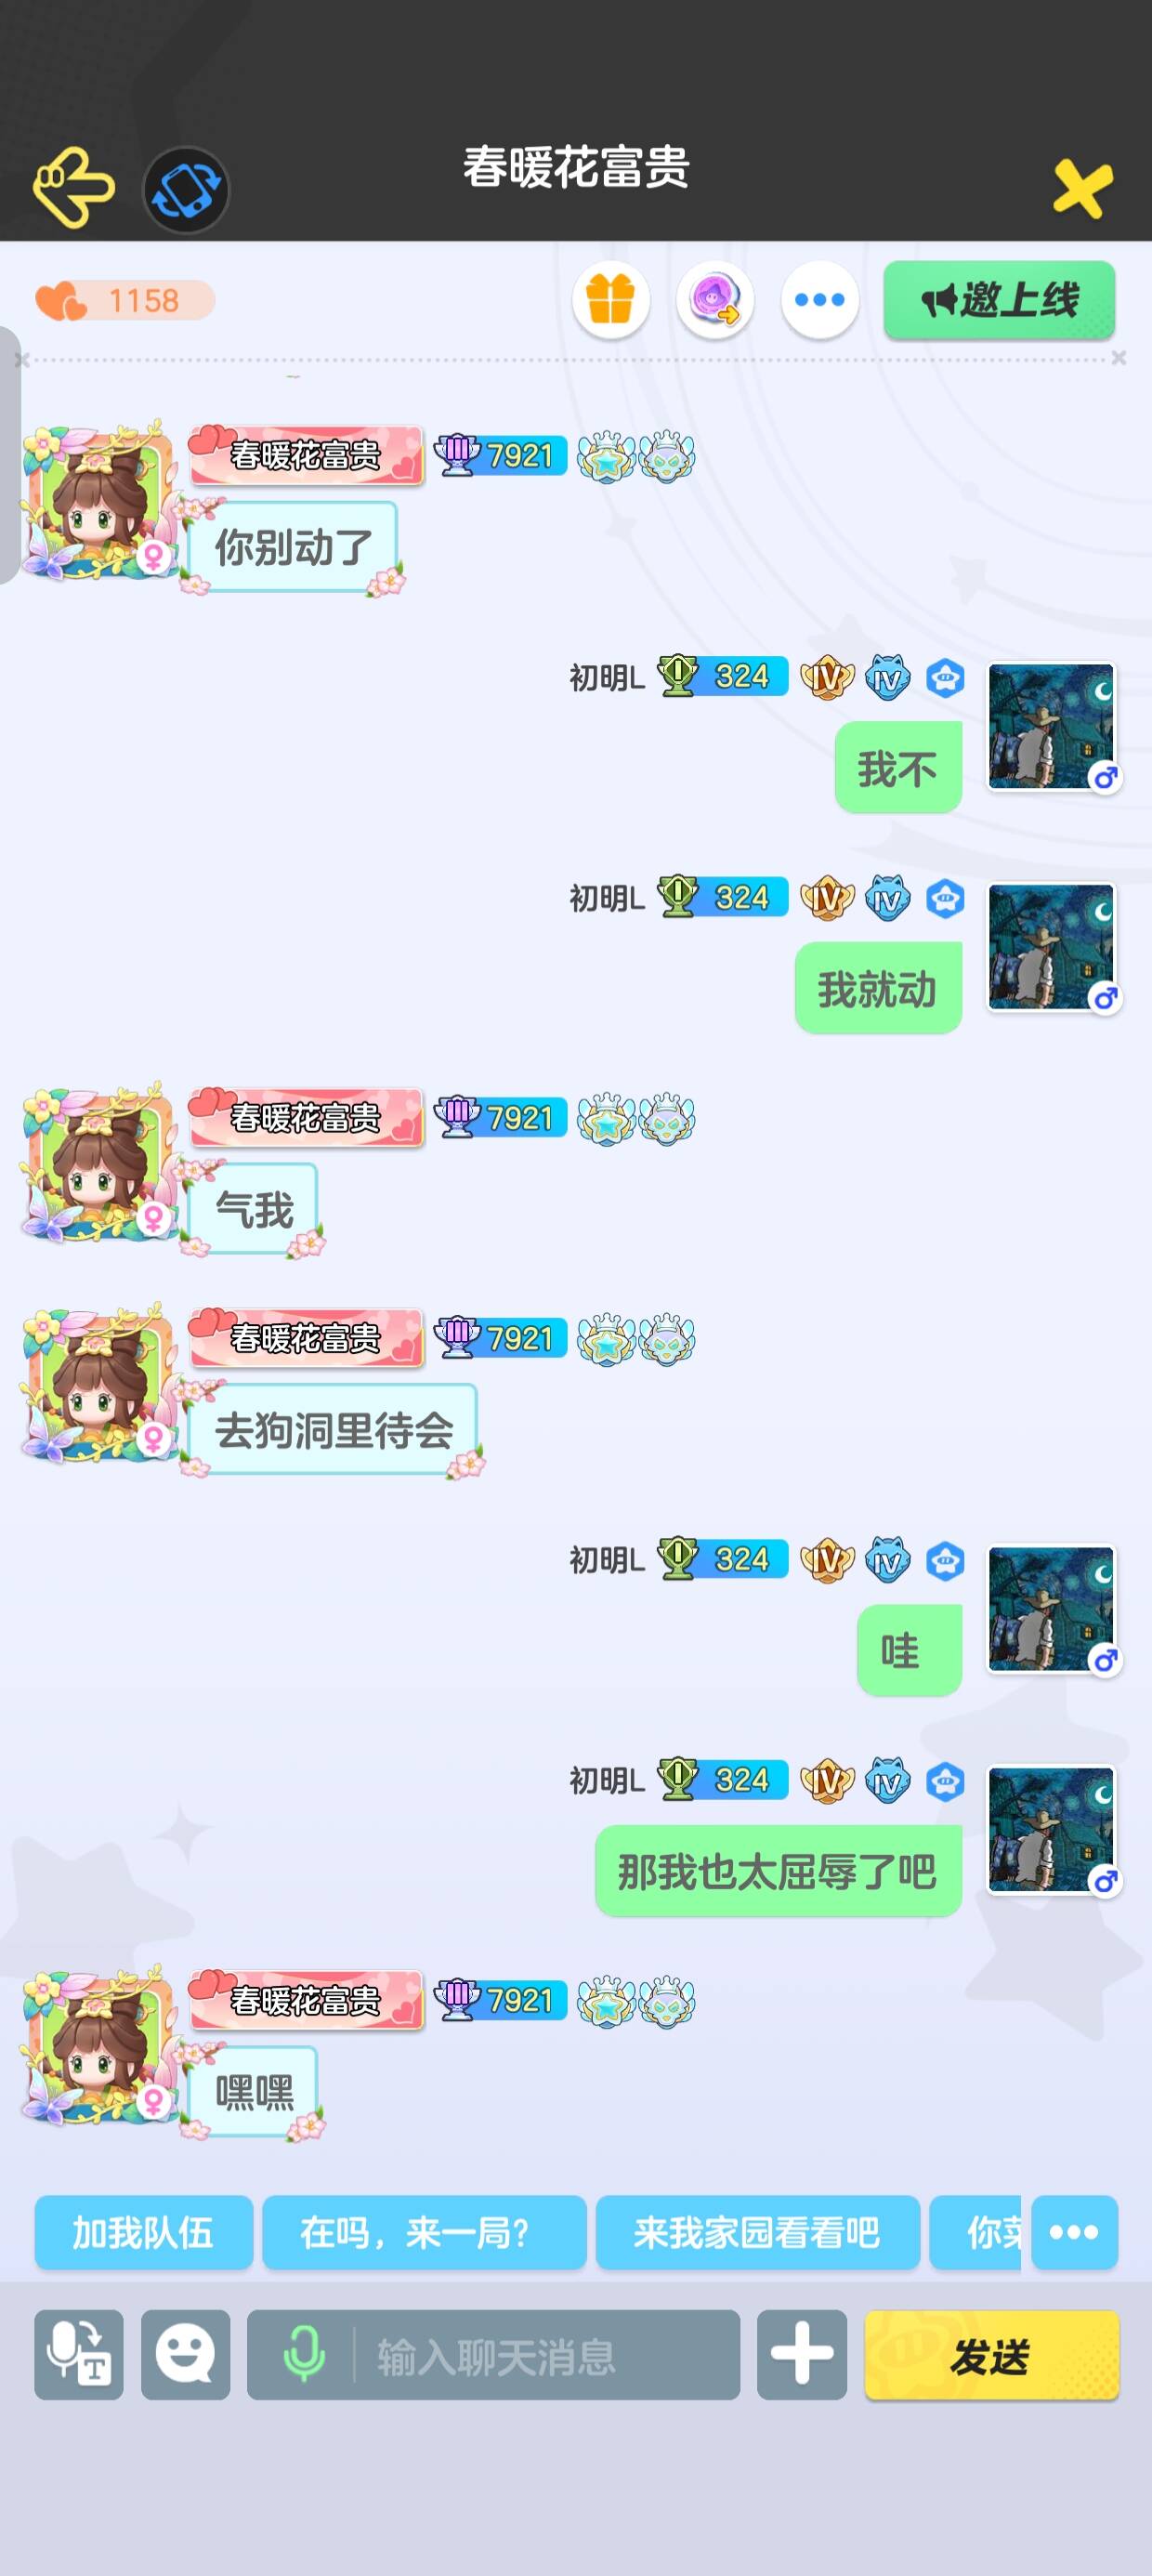 春暖花富贵
1158
邀上线
春暖花富贵 III 7921
你别动了
初明L I 324 IV IV
我不
初明L I 324 IV IV
我就动
春暖花富贵 III 7921
气我
春暖花富贵 III 7921
去狗洞里待会
初明L I 324 IV IV
哇
初明L I 324 IV IV
那我也太屈辱了吧
春暖花富贵 III 7921
嘿嘿
加我队伍 在吗，来一局? 来我家园看看吧 你菜
T 输入聊天消息 发送